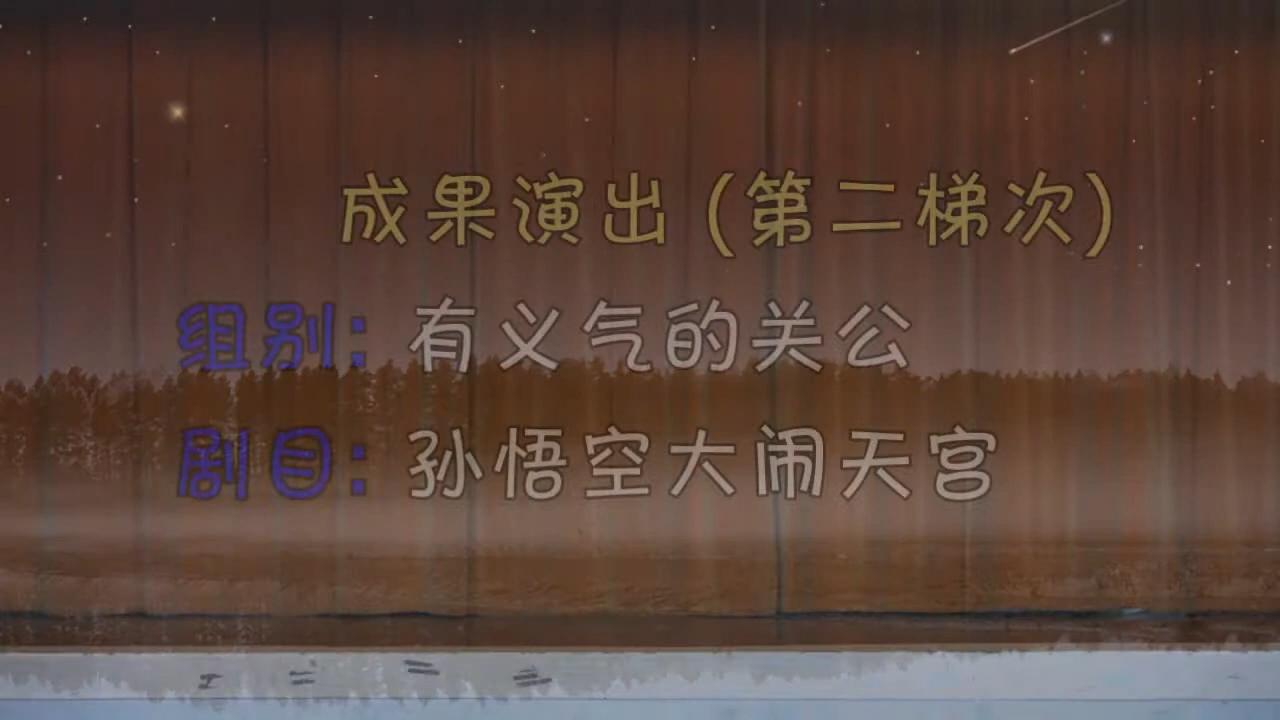 成果演出(第二梯次)
组别：有义气的关公
剧目：孙悟空大闹天宫